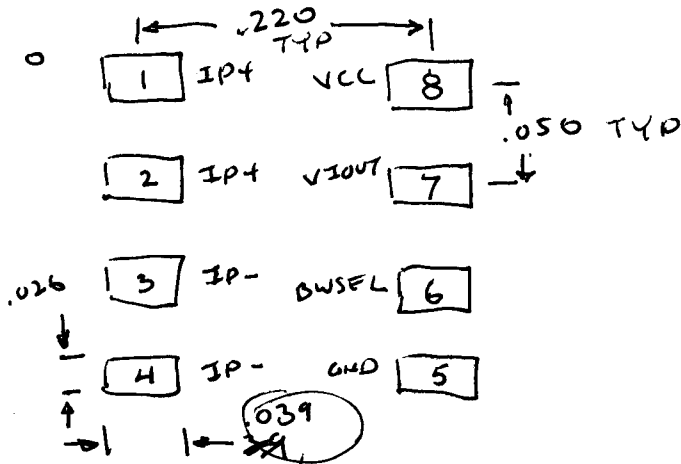 .220
TYP
1 IP+ VCC 8
.050 TYP
2 IP+ VIOUT 7
3 IP- BWSEL 6
.026
4 IP- GND 5
.039